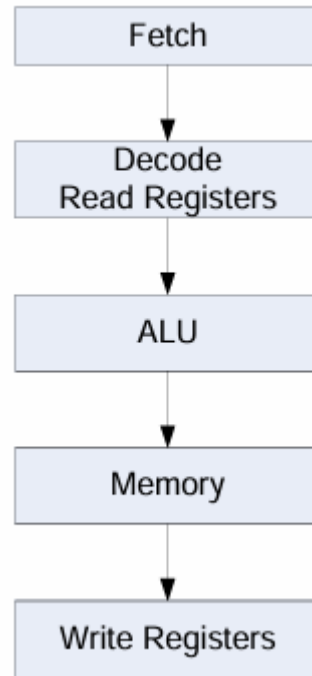 Fetch
Decode
Read Registers
ALU
Memory
Write Registers